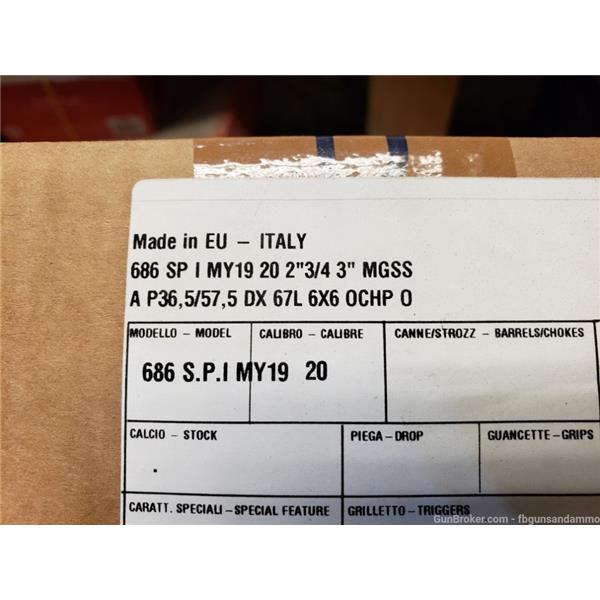 Made in EU – ITALY
686 SP I MY19 20 2"3/4 3" MGSS
A P36,5/57,5 DX 67L 6X6 OCHP O
MODELLO – MODEL CALIBRO – CALIBRE CANNE/STROZZ – BARRELS/CHOKES
686 S.P.I MY19 20
CALCIO – STOCK PIEGA–DROP GUANCETTE–GRIPS
.
CARATT. SPECIALI–SPECIAL FEATURE GRILLETTO–TRIGGERS
GunBroker.com - fbgunsandammo